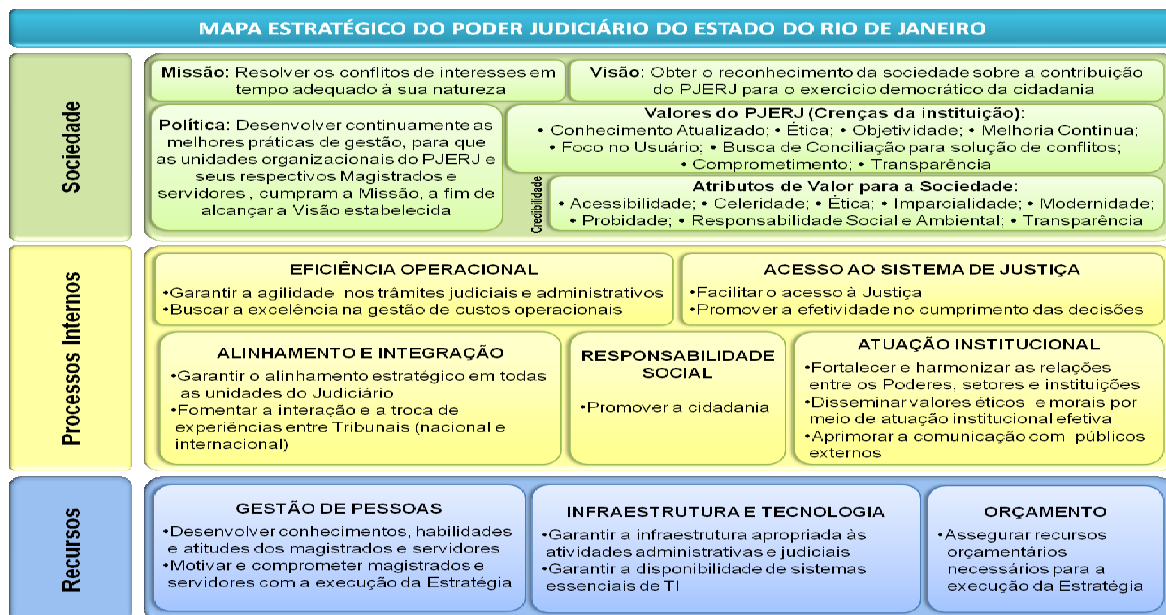 MAPA ESTRATÉGICO DO PODER JUDICIÁRIO DO ESTADO DO RIO DE JANEIRO
Sociedade
Missão: Resolver os conflitos de interesses em
tempo adequado à sua natureza
Visão: Obter o reconhecimento da sociedade sobre a contribuição
do PJERJ para o exercício democrático da cidadania
Política: Desenvolver continuamente as
melhores práticas de gestão, para que
as unidades organizacionais do PJERJ e
seus respectivos Magistrados e
servidores , cumpram a Missão, a fim de
alcançar a Visão estabelecida
Valores do PJERJ (Crenças da instituição):
• Conhecimento Atualizado; • Ética; • Objetividade; • Melhoria Continua;
• Foco no Usuário; • Busca de Conciliação para solução de conflitos;
• Comprometimento; • Transparência
Credibilidade
Atributos de Valor para a Sociedade:
• Acessibilidade; • Celeridade; • Ética; • Imparcialidade; • Modernidade;
• Probidade; • Responsabilidade Social e Ambiental; • Transparência
Processos Internos
EFICIÊNCIA OPERACIONAL
•Garantir a agilidade nos trâmites judiciais e administrativos
•Buscar a excelência na gestão de custos operacionais
ACESSO AO SISTEMA DE JUSTIÇA
•Facilitar o acesso à Justiça
•Promover a efetividade no cumprimento das decisões
ALINHAMENTO E INTEGRAÇÃO
•Garantir o alinhamento estratégico em todas
as unidades do Judiciário
•Fomentar a interação e a troca de
experiências entre Tribunais (nacional e
internacional)
RESPONSABILIDADE
SOCIAL
•Promover a cidadania
ATUAÇÃO INSTITUCIONAL
•Fortalecer e harmonizar as relações
entre os Poderes, setores e instituições
•Disseminar valores éticos e morais por
meio de atuação institucional efetiva
•Aprimorar a comunicação com públicos
externos
Recursos
GESTÃO DE PESSOAS
•Desenvolver conhecimentos, habilidades
e atitudes dos magistrados e servidores
•Motivar e comprometer magistrados e
servidores com a execução da Estratégia
INFRAESTRUTURA E TECNOLOGIA
•Garantir a infraestrutura apropriada às
atividades administrativas e judiciais
•Garantir a disponibilidade de sistemas
essenciais de TI
ORÇAMENTO
•Assegurar recursos
orçamentários
necessários para a
execução da Estratégia